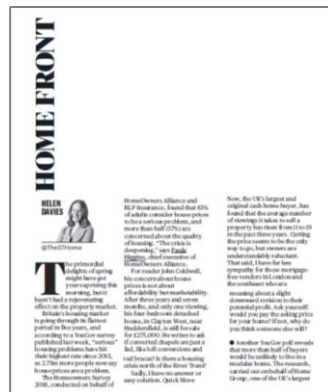 HOME FRONT
HELEN
DAVIES
@TheSTHome
The primordial
delights of spring
might have got
your sap rising this
morning, but it
hasn't had a rejuvenating
effect on the property market.
Britain's housing market
is going through its flattest
period in five years, and
according to a YouGov survey
published last week, "serious"
housing problems have hit
their highest rate since 2013,
as 2.7bn more people now say
house prices are a problem.
The Homeowners Survey
2018, conducted on behalf of
HomeOwners Alliance and
BLP Insurance, found that 83%
of adults consider house prices
to be a serious problem, and
more than half (57%) are
concerned about the quality
of housing. "The crisis is
deepening," says Paula
Higgins, chief executive of
HomeOwners Alliance.
For reader John Coldwell,
his concern about house
prices is not about
affordability but marketability.
After three years and seven
months, and only one viewing,
his four-bedroom detached
house, in Clayton West, near
Huddersfield, is still for sale
for £275,000. He writes to ask
if converted chapels are just a
fad, like loft conversions and
rad braces? Is there a housing
crisis north of the River Trent?
Sadly, I have no answer or
easy solution. Quick Move
Now, the UK's largest and
original cash home buyer, has
found that the average number
of viewings it takes to sell a
property has risen from 11 to 19
in the past three years. Cutting
the price seems to be the only
way to go, but owners are
understandably reluctant.
That said, I have far less
sympathy for those mortgage-
free vendors in London and
the southeast who are
meaning about a slight
downward revision to their
potential profit. Ask yourself:
would you pay the asking price
for your home? If not, why do
you think someone else will?
● Another YouGov poll reveals
that more than half of buyers
would be unlikely to live in a
modular home. The research,
carried out on behalf of Home
Group, one of the UK's largest